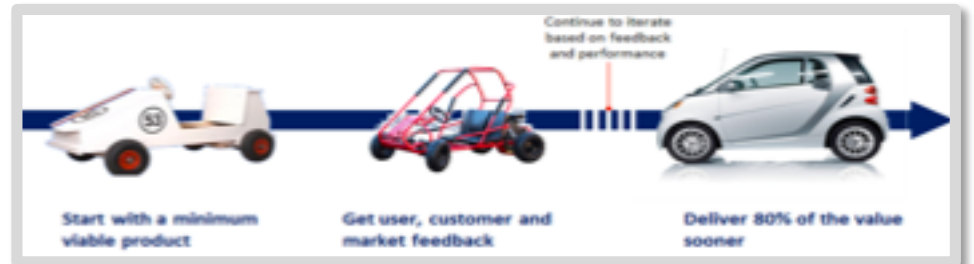 Continue to iterate
based on feedback
and performance
53
Start with a minimum
viable product
Get user, customer and
market feedback
Deliver 80% of the value
sooner